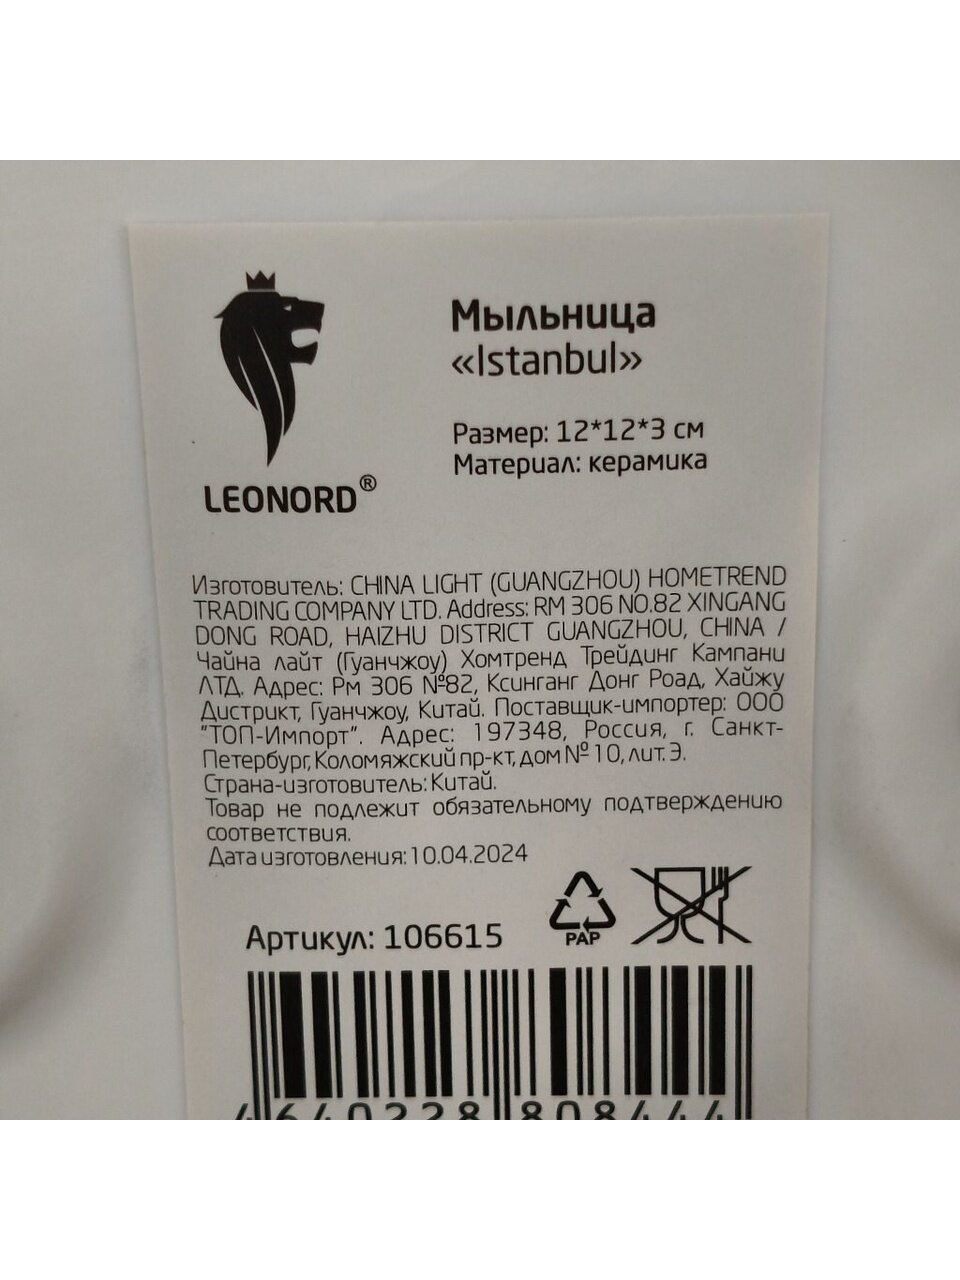 Мыльница
«Istanbul»
Размер: 12*12*3 см
Материал: керамика
LEONORD®
Изготовитель: CHINA LIGHT (GUANGZHOU) HOMETREND
TRADING COMPANY LTD. Address: RM 306 NO.82 XINGANG
DONG ROAD, HAIZHU DISTRICT GUANGZHOU, CHINA /
Чайна лайт (Гуанчжоу) Хомтренд Трейдинг Кампани
ЛТД. Адрес: Рм 306 №82, Ксинганг Донг Роад, Хайжу
Дистрикт, Гуанчжоу, Китай. Поставщик-импортер: ООО
"ТОП-Импорт". Адрес: 197348, Россия, г. Санкт-
Петербург, Коломяжский пр-кт, дом № 10, лит. Э.
Страна-изготовитель: Китай.
Товар не подлежит обязательному подтверждению
соответствия.
Дата изготовления: 10.04.2024
Артикул: 106615
PAP
4 640228 808444